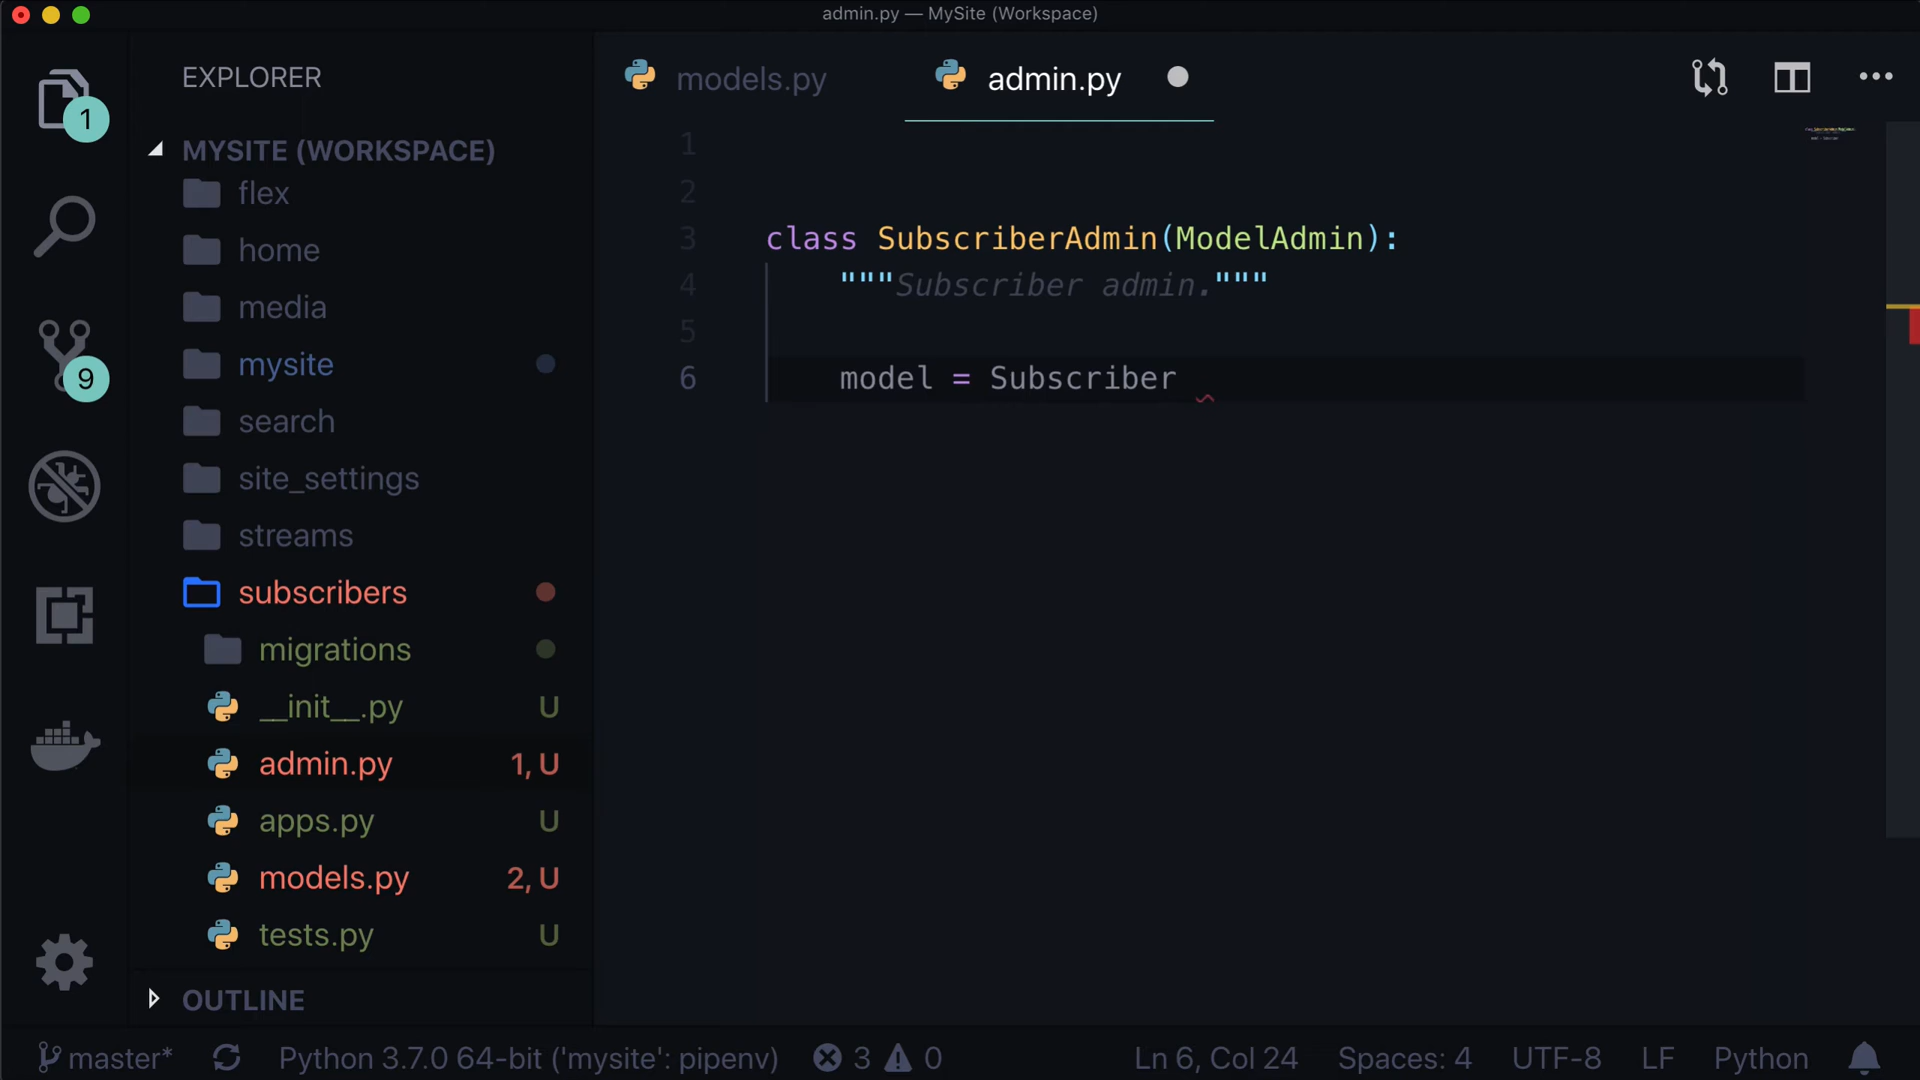 admin.py — MySite (Workspace)
EXPLORER
models.py
admin.py
1
MYSITE (WORKSPACE)
flex
home
media
mysite
search
site_settings
streams
subscribers
migrations
__init__.py U
admin.py 1, U
apps.py U
models.py 2, U
tests.py U
OUTLINE
9
1
2
3 class SubscriberAdmin(ModelAdmin):
4 """Subscriber admin."""
5
6 model = Subscriber
master* Python 3.7.0 64-bit ('mysite': pipenv) 3 0 Ln 6, Col 24 Spaces: 4 UTF-8 LF Python